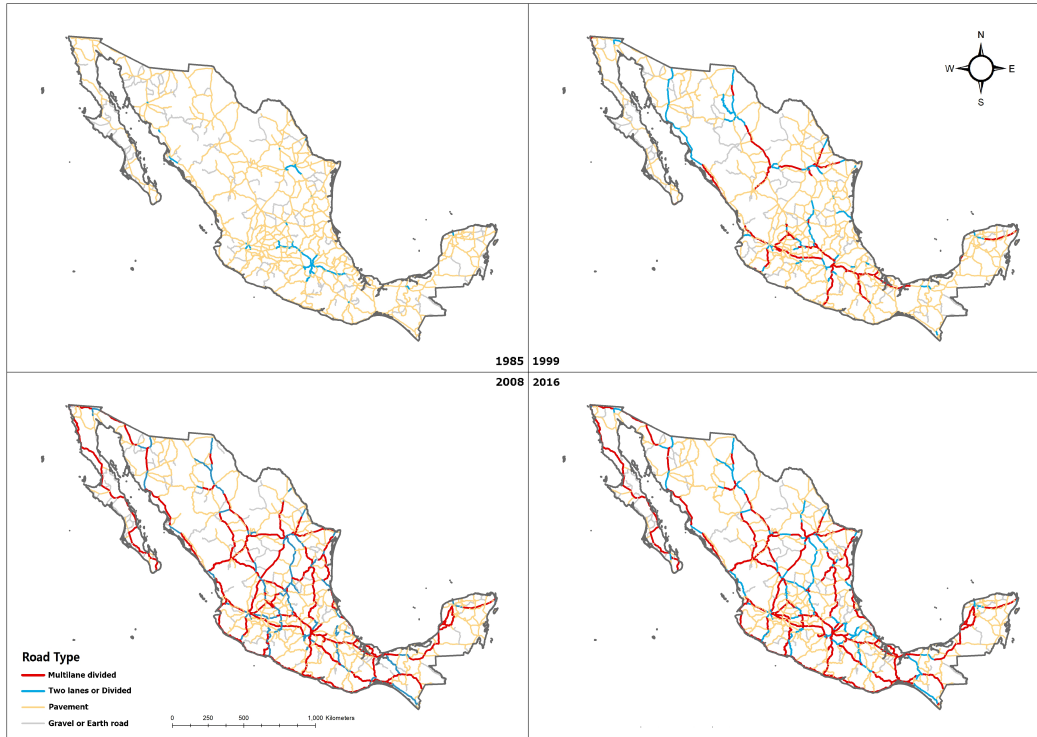 N
W E
S
1985 1999
2008 2016
Road Type
Multilane divided
Two lanes or Divided
Pavement
Gravel or Earth road
0 250 500 1,000 Kilometers